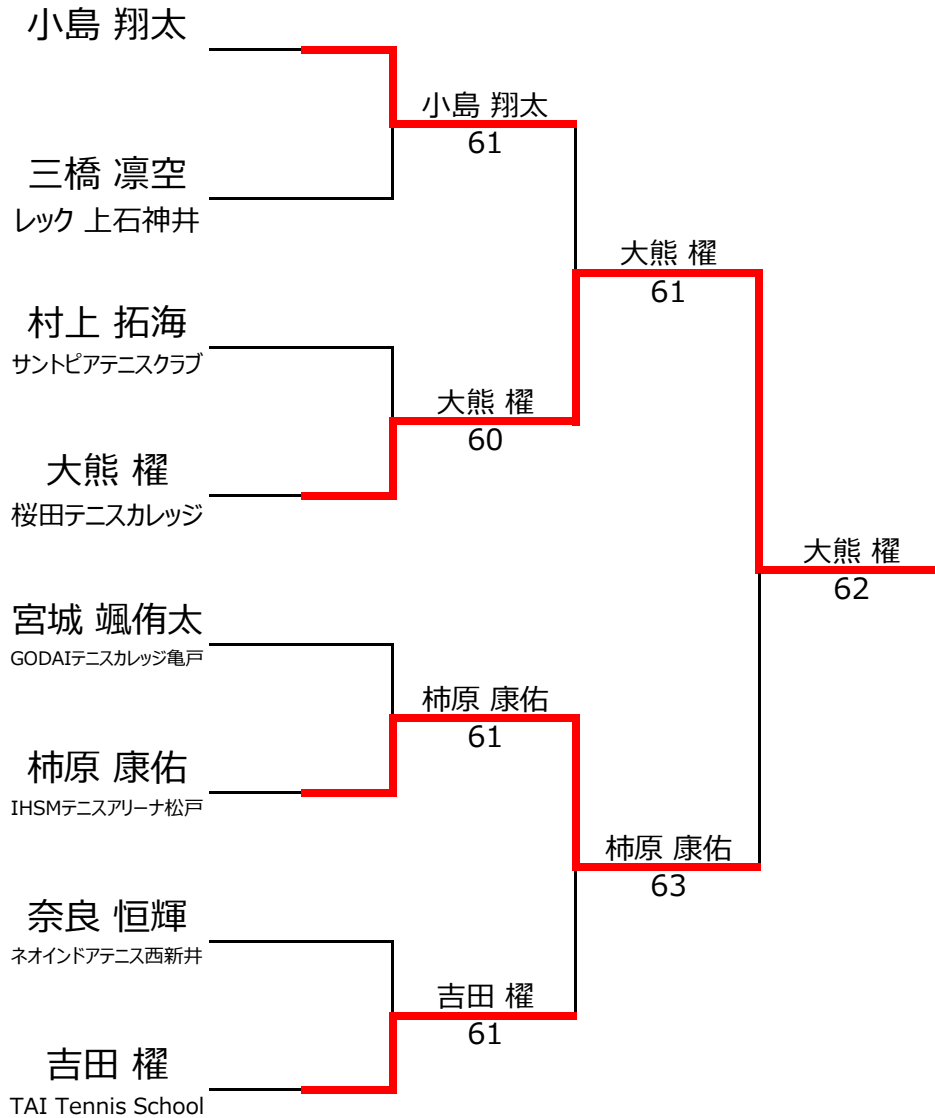 小島 翔太
小島 翔太
61
三橋 凛空
レック 上石神井
大熊 櫂
61
村上 拓海
サントピアテニスクラブ
大熊 櫂
60
大熊 櫂
桜田テニスカレッジ
大熊 櫂
62
宮城 颯侑太
GODAIテニスカレッジ亀戸
柿原 康佑
61
柿原 康佑
IHSMテニスアリーナ松戸
柿原 康佑
63
奈良 恒輝
ネオインドアテニス西新井
吉田 櫂
61
吉田 櫂
TAI Tennis School